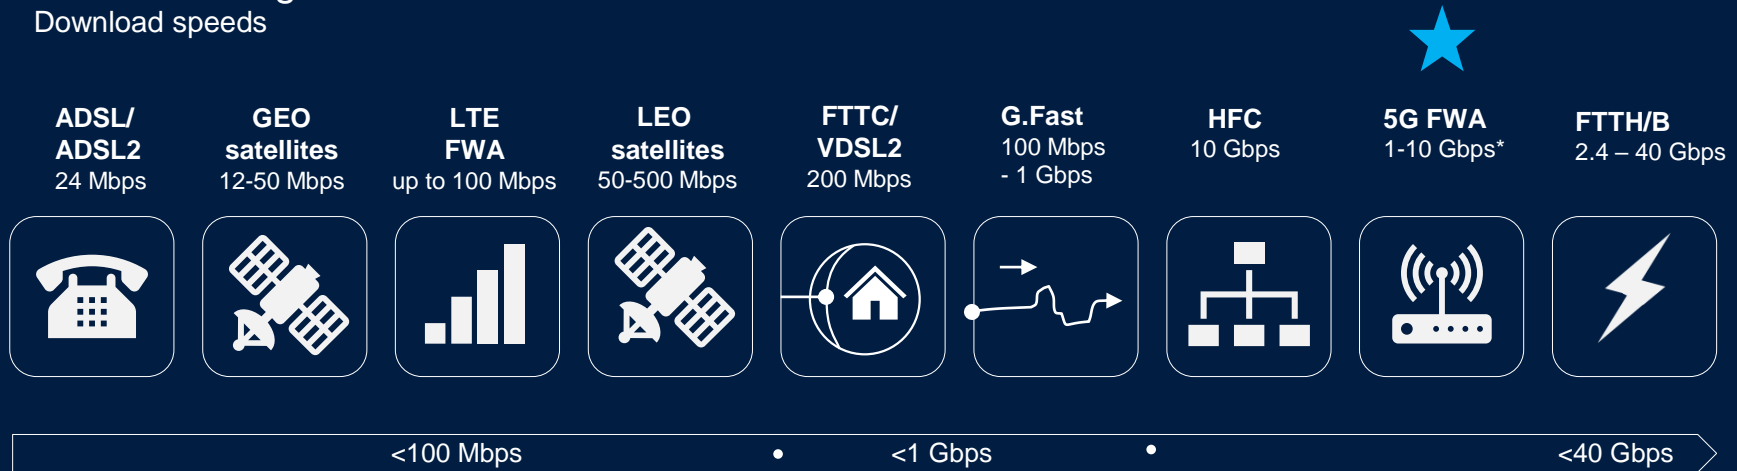 Download speeds
ADSL/
ADSL2
24 Mbps
GEO
satellites
12-50 Mbps
LTE
FWA
up to 100 Mbps
LEO
satellites
50-500 Mbps
FTTC/
VDSL2
200 Mbps
G.Fast
100 Mbps
- 1 Gbps
HFC
10 Gbps
5G FWA
1-10 Gbps*
FTTH/B
2.4 – 40 Gbps
<100 Mbps
<1 Gbps
<40 Gbps